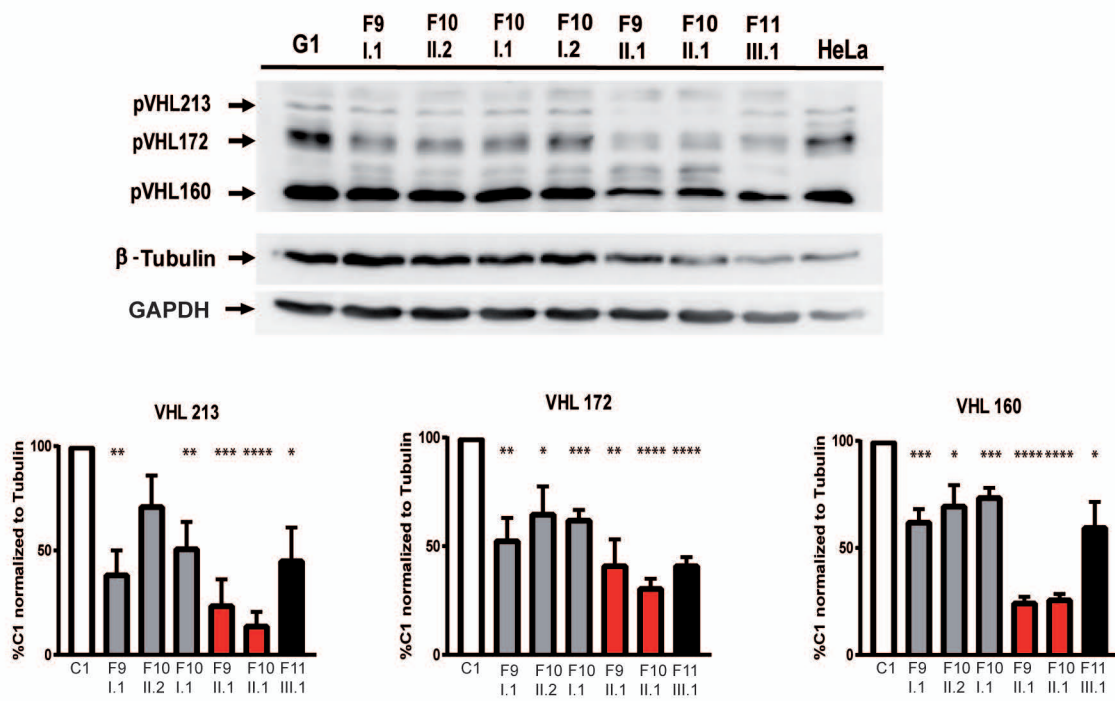 G1 F9 F10 F10 F10 F9 F10 F11 HeLa
I.1 II.2 I.1 I.2 II.1 II.1 III.1
pVHL213
pVHL172
pVHL160
β-Tubulin
GAPDH
VHL 213
%C1 normalized to Tubulin
100
50
0
** ** *** **** *
C1 F9 F10 F10 F9 F10 F11
I.1 II.2 I.1 II.1 II.1 III.1
VHL 172
%C1 normalized to Tubulin
100
50
0
** * *** ** **** ****
C1 F9 F10 F10 F9 F10 F11
I.1 II.2 I.1 II.1 II.1 III.1
VHL 160
%C1 normalized to Tubulin
100
50
0
*** * *** **** **** *
C1 F9 F10 F10 F9 F10 F11
I.1 II.2 I.1 II.1 II.1 III.1